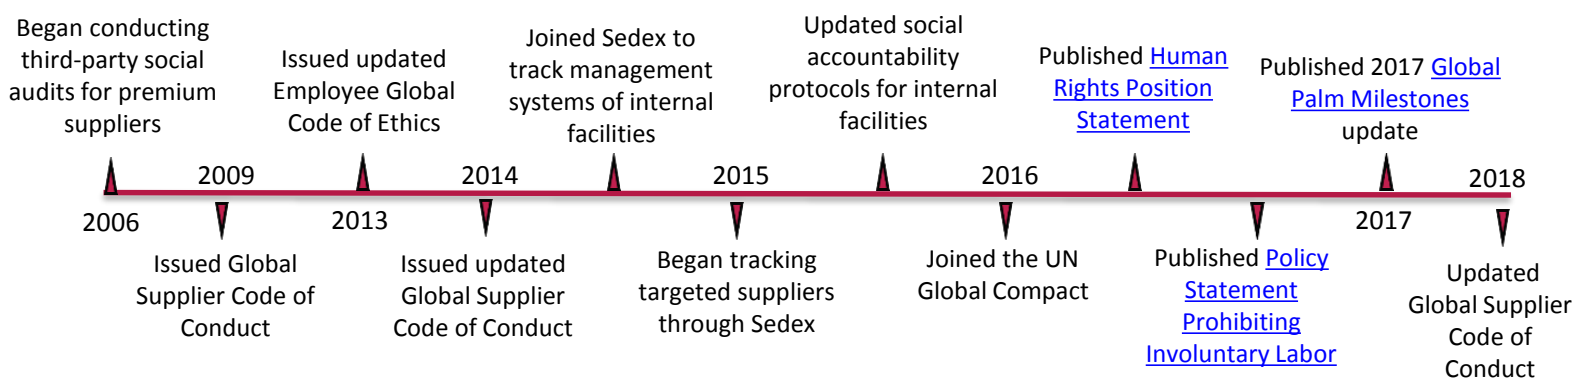 Began conducting
third-party social
audits for premium
suppliers
Issued updated
Employee Global
Code of Ethics
Joined Sedex to
track management
systems of internal
facilities
Updated social
accountability
protocols for internal
facilities
Published Human
Rights Position
Statement
Published 2017 Global
Palm Milestones
update
2009
2014
2015
2016
2018
2006
2013
2017
Issued Global
Supplier Code of
Conduct
Issued updated
Global Supplier
Code of Conduct
Began tracking
targeted suppliers
through Sedex
Joined the UN
Global Compact
Published Policy
Statement
Prohibiting
Involuntary Labor
Updated
Global Supplier
Code of
Conduct